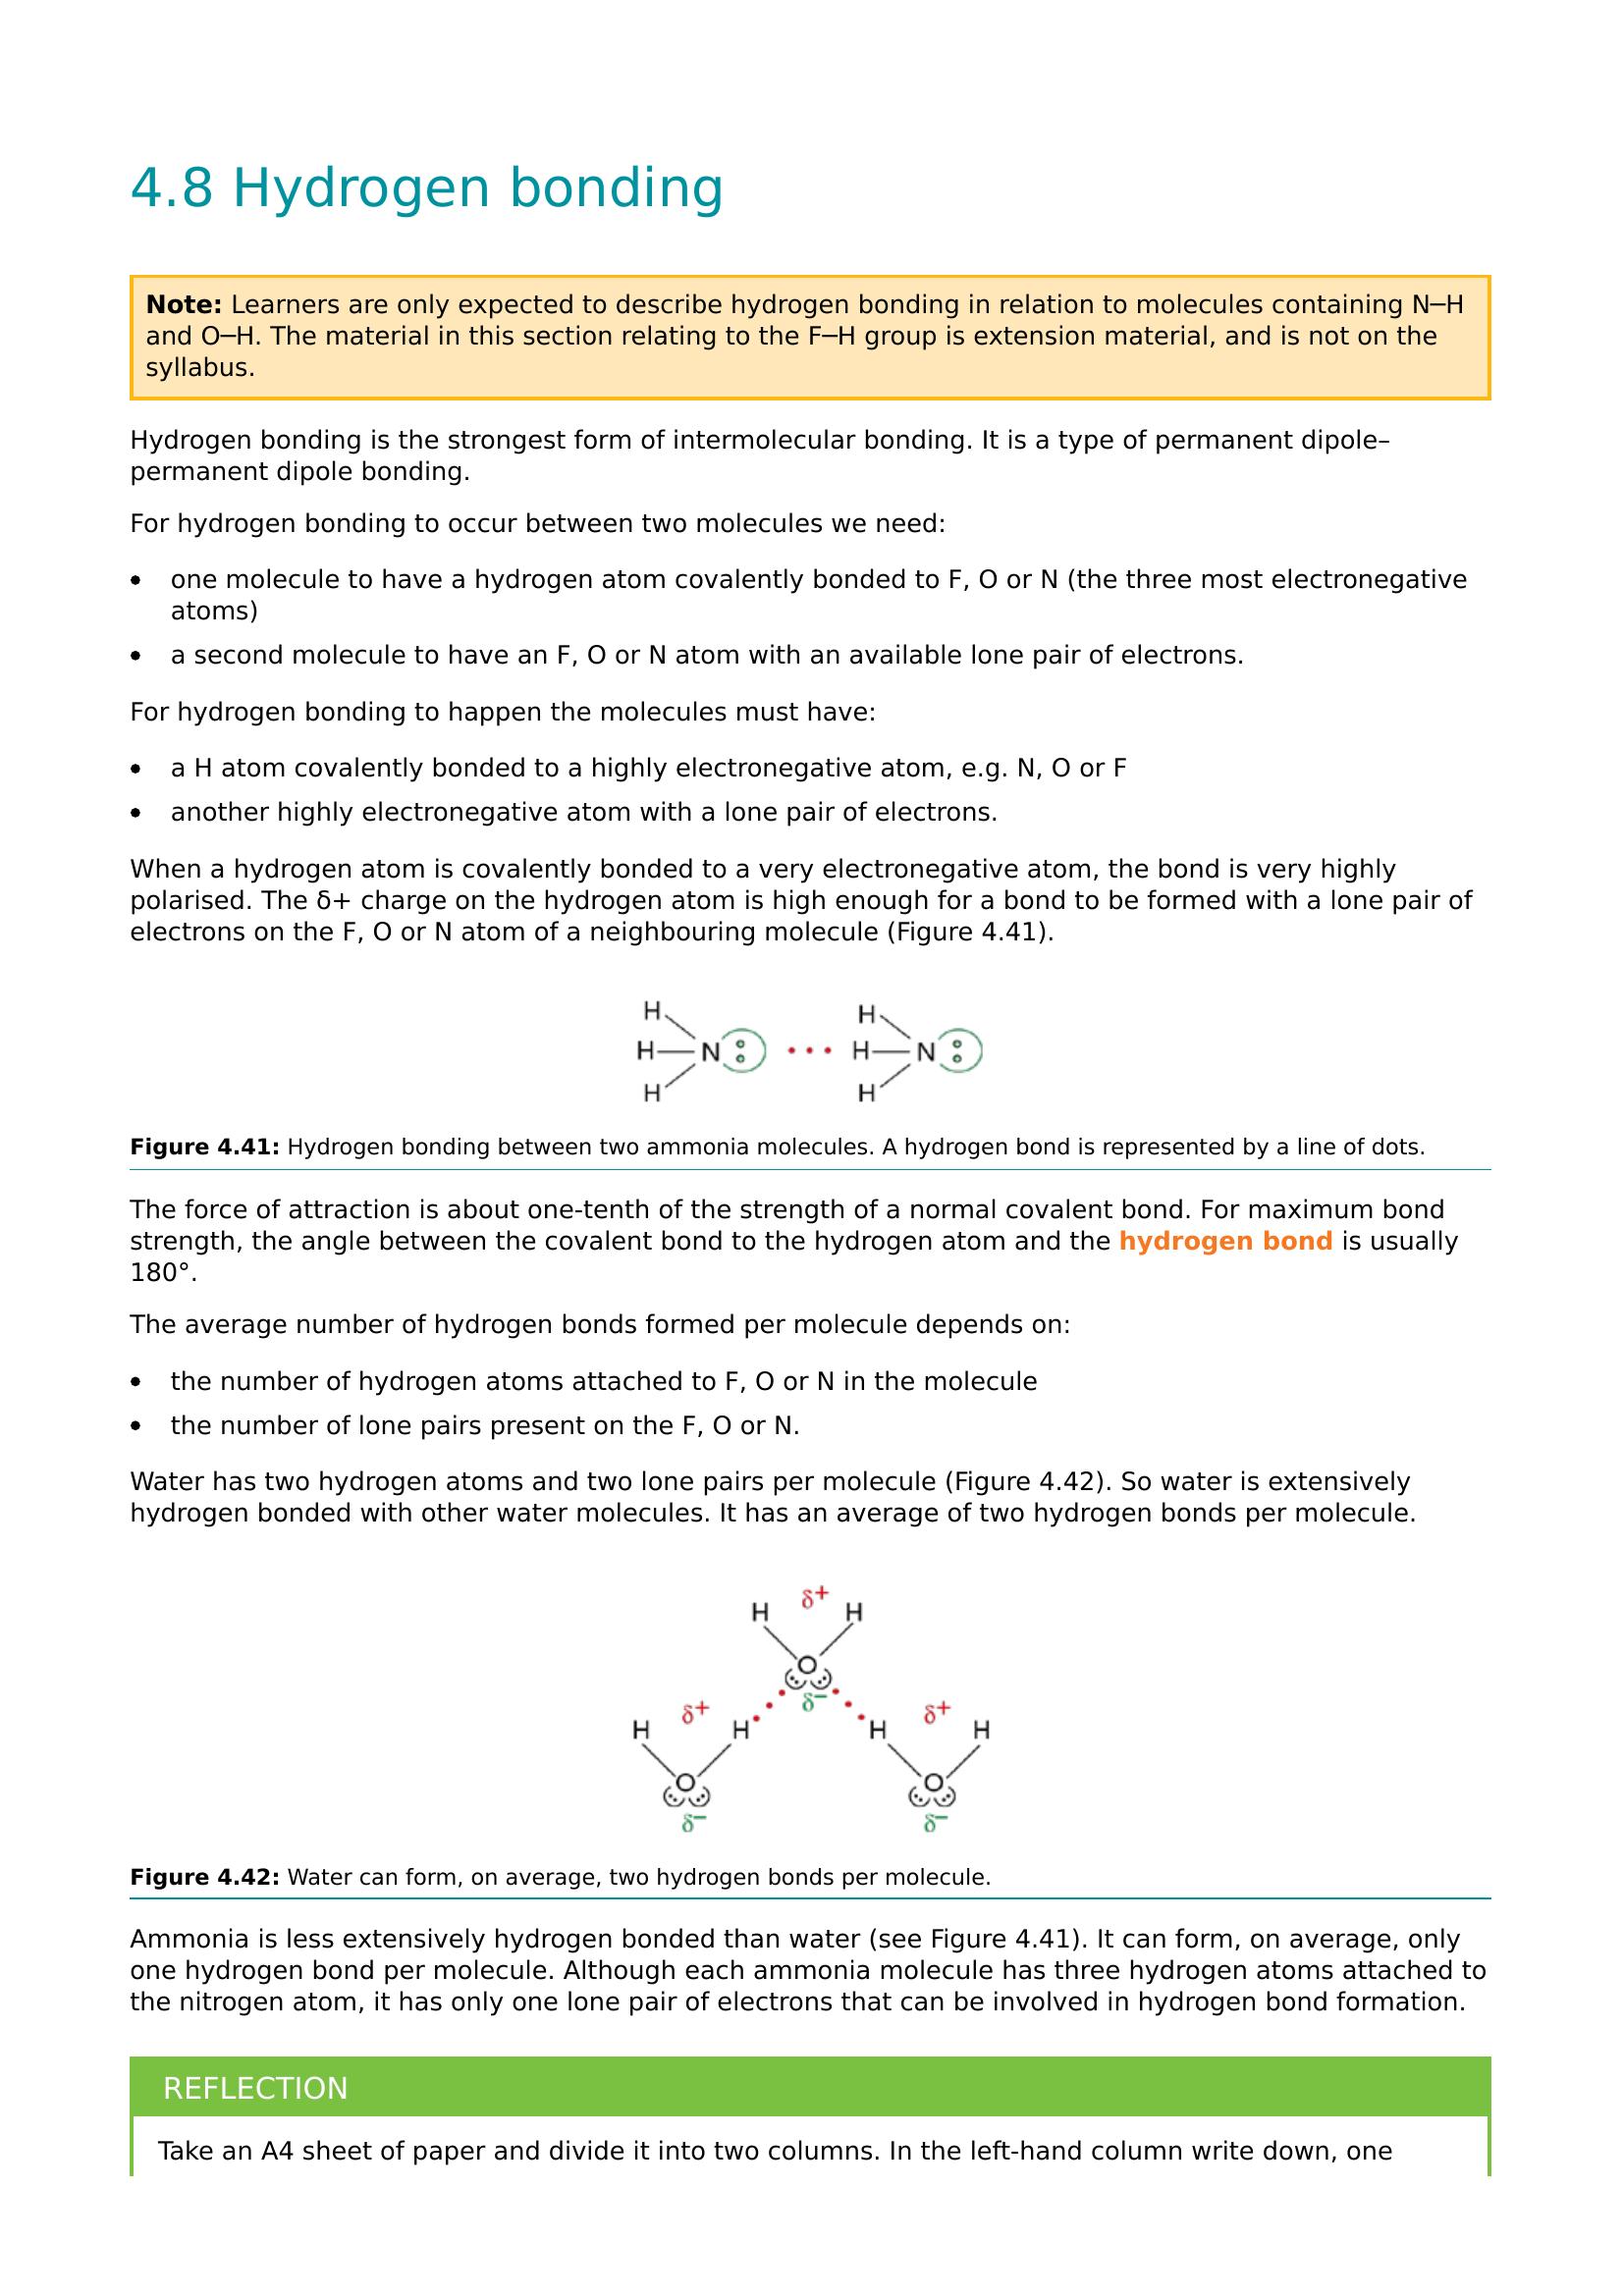 4.8 Hydrogen bonding
Note: Learners are only expected to describe hydrogen bonding in relation to molecules containing N─H
and O─H. The material in this section relating to the F─H group is extension material, and is not on the
syllabus.
Hydrogen bonding is the strongest form of intermolecular bonding. It is a type of permanent dipole–
permanent dipole bonding.
For hydrogen bonding to occur between two molecules we need:
• one molecule to have a hydrogen atom covalently bonded to F, O or N (the three most electronegative
atoms)
• a second molecule to have an F, O or N atom with an available lone pair of electrons.
For hydrogen bonding to happen the molecules must have:
• a H atom covalently bonded to a highly electronegative atom, e.g. N, O or F
• another highly electronegative atom with a lone pair of electrons.
When a hydrogen atom is covalently bonded to a very electronegative atom, the bond is very highly
polarised. The δ+ charge on the hydrogen atom is high enough for a bond to be formed with a lone pair of
electrons on the F, O or N atom of a neighbouring molecule (Figure 4.41).
H H
H N H N
H H
Figure 4.41: Hydrogen bonding between two ammonia molecules. A hydrogen bond is represented by a line of dots.
The force of attraction is about one-tenth of the strength of a normal covalent bond. For maximum bond
strength, the angle between the covalent bond to the hydrogen atom and the hydrogen bond is usually
180°.
The average number of hydrogen bonds formed per molecule depends on:
• the number of hydrogen atoms attached to F, O or N in the molecule
• the number of lone pairs present on the F, O or N.
Water has two hydrogen atoms and two lone pairs per molecule (Figure 4.42). So water is extensively
hydrogen bonded with other water molecules. It has an average of two hydrogen bonds per molecule.
H δ+ H
O
δ−
δ+ δ+
H H H H
O O
δ− δ−
Figure 4.42: Water can form, on average, two hydrogen bonds per molecule.
Ammonia is less extensively hydrogen bonded than water (see Figure 4.41). It can form, on average, only
one hydrogen bond per molecule. Although each ammonia molecule has three hydrogen atoms attached to
the nitrogen atom, it has only one lone pair of electrons that can be involved in hydrogen bond formation.
REFLECTION
Take an A4 sheet of paper and divide it into two columns. In the left-hand column write down, one